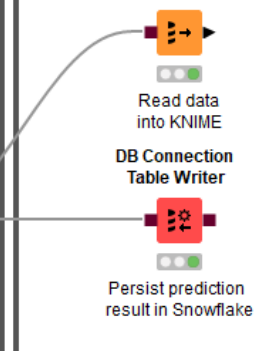 Read data
into KNIME
DB Connection
Table Writer
Persist prediction
result in Snowflake